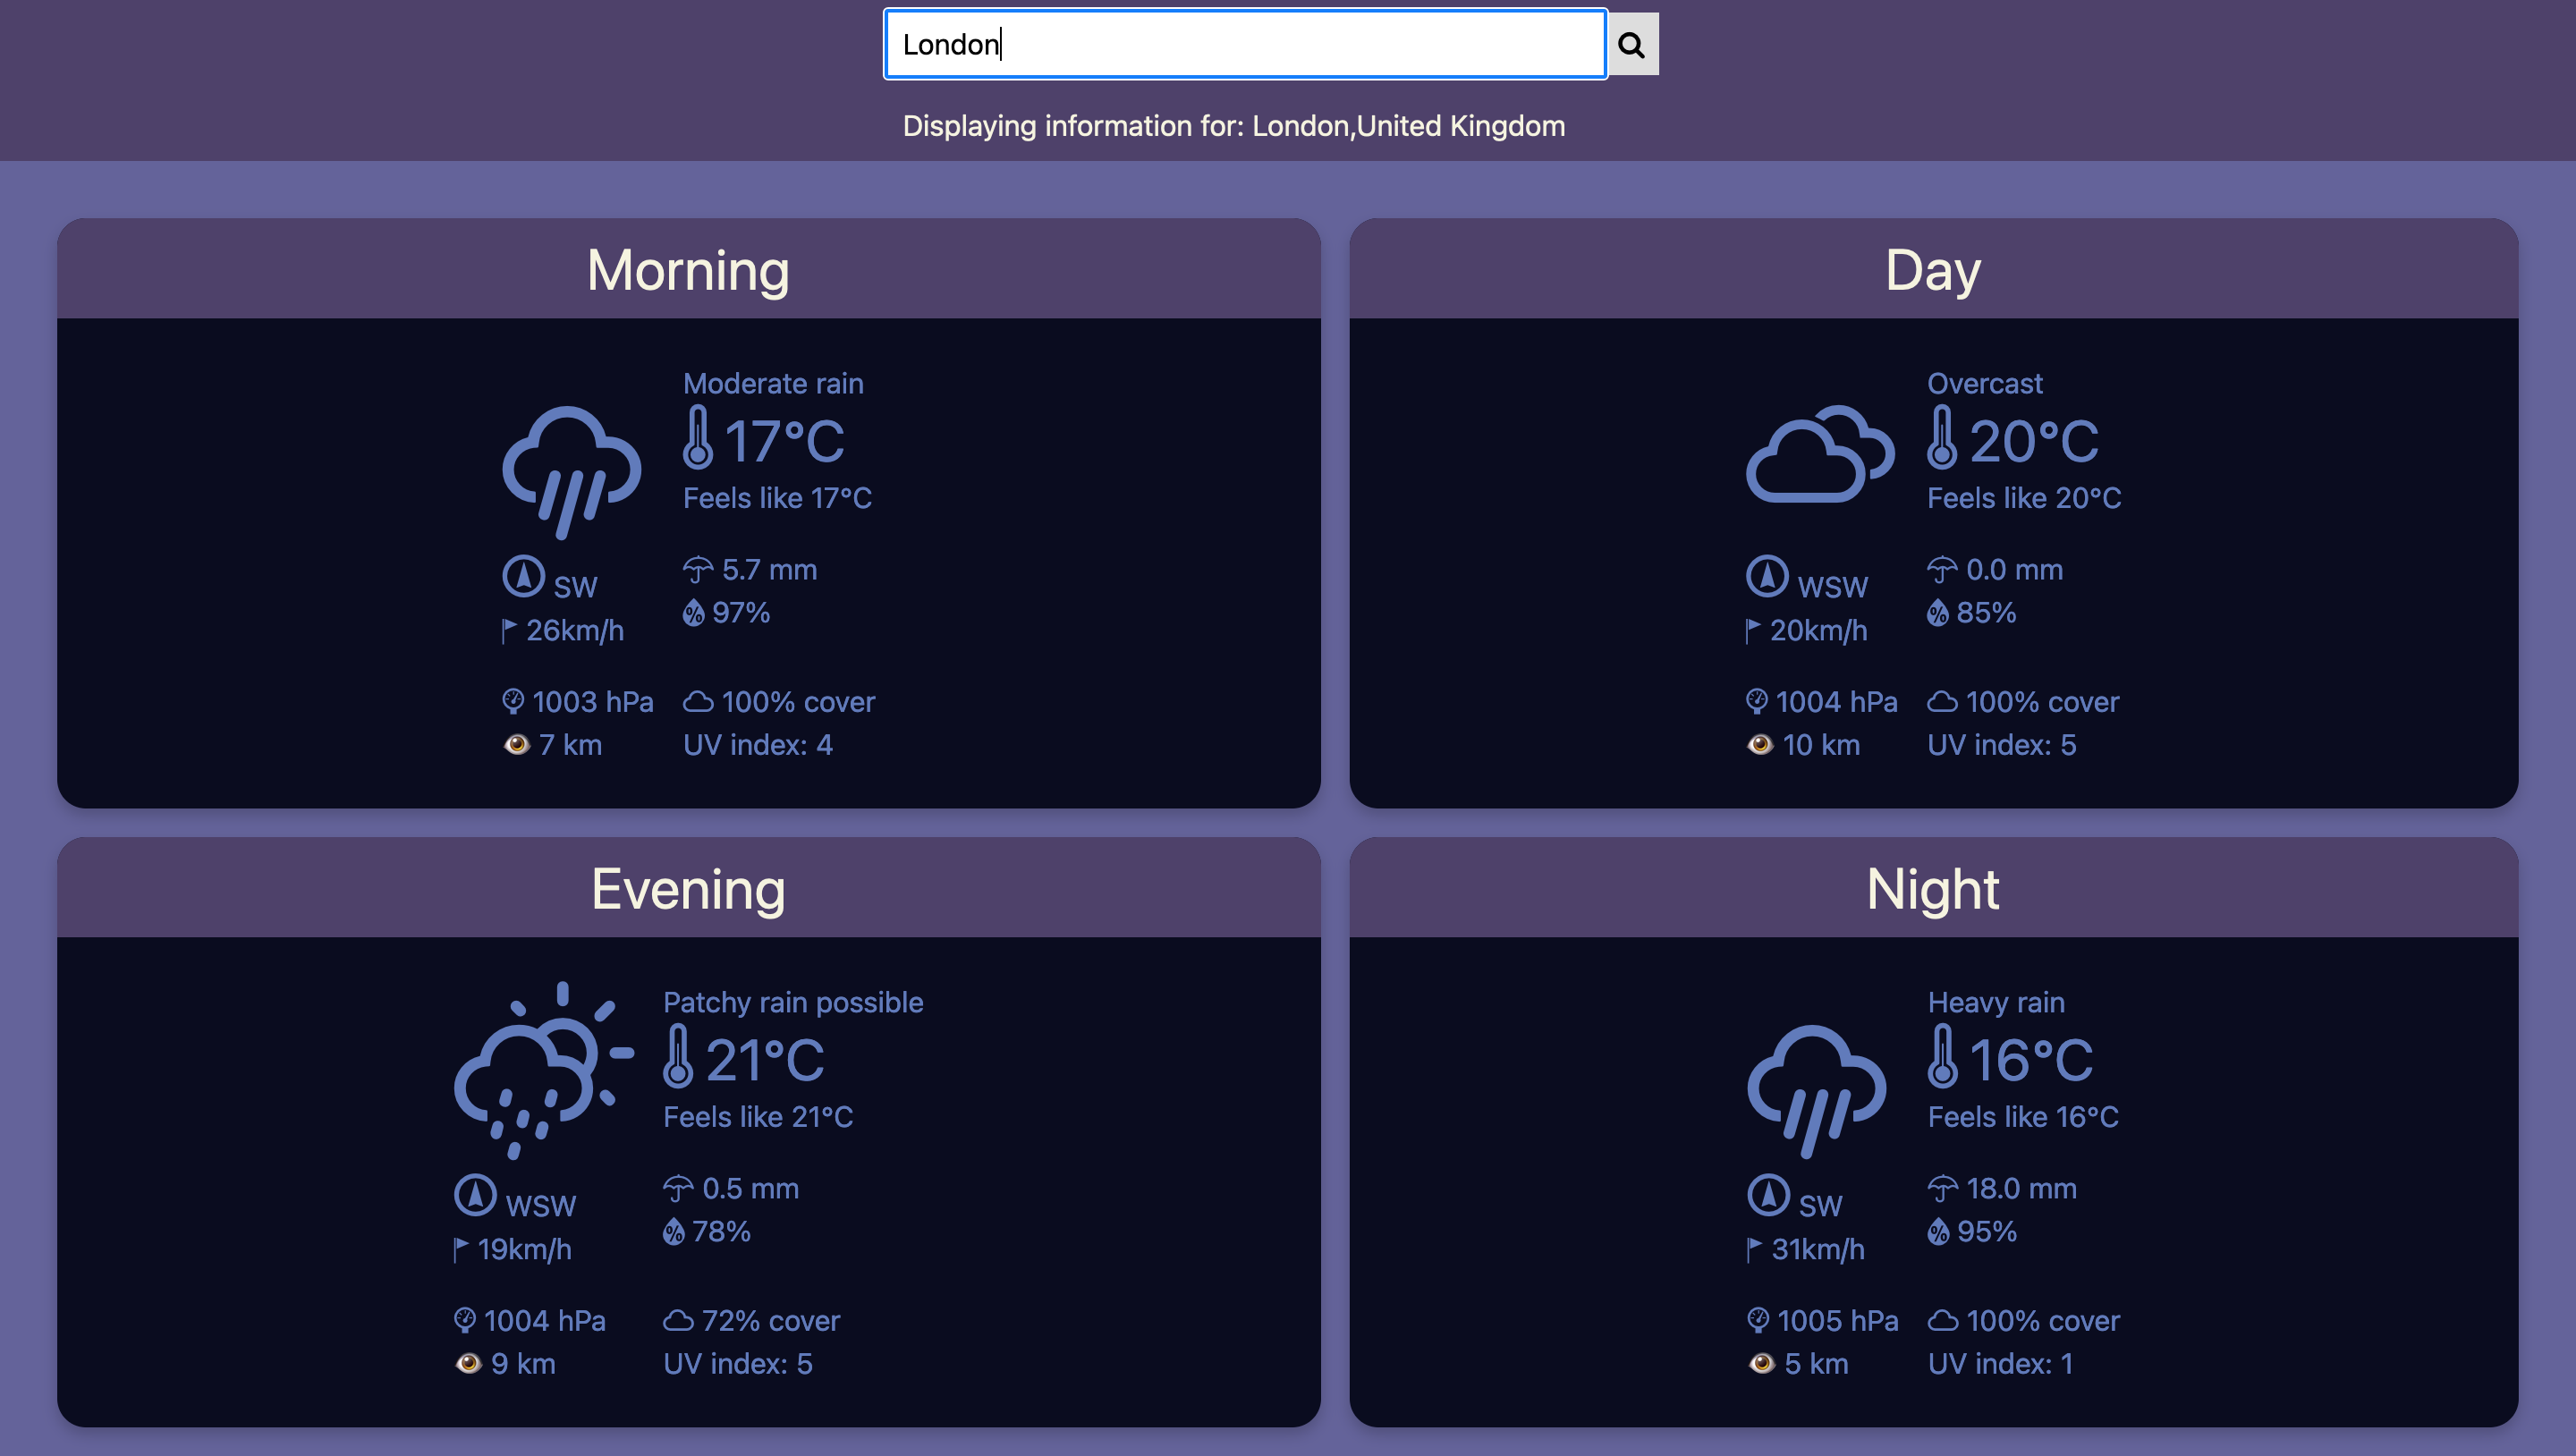 London
Displaying information for: London,United Kingdom
Morning
Moderate rain
17°C
Feels like 17°C
SW
26km/h
5.7 mm
97%
1003 hPa
7 km
100% cover
UV index: 4
Day
Overcast
20°C
Feels like 20°C
WSW
20km/h
0.0 mm
85%
1004 hPa
10 km
100% cover
UV index: 5
Evening
Patchy rain possible
21°C
Feels like 21°C
WSW
19km/h
0.5 mm
78%
1004 hPa
9 km
72% cover
UV index: 5
Night
Heavy rain
16°C
Feels like 16°C
SW
31km/h
18.0 mm
95%
1005 hPa
5 km
100% cover
UV index: 1